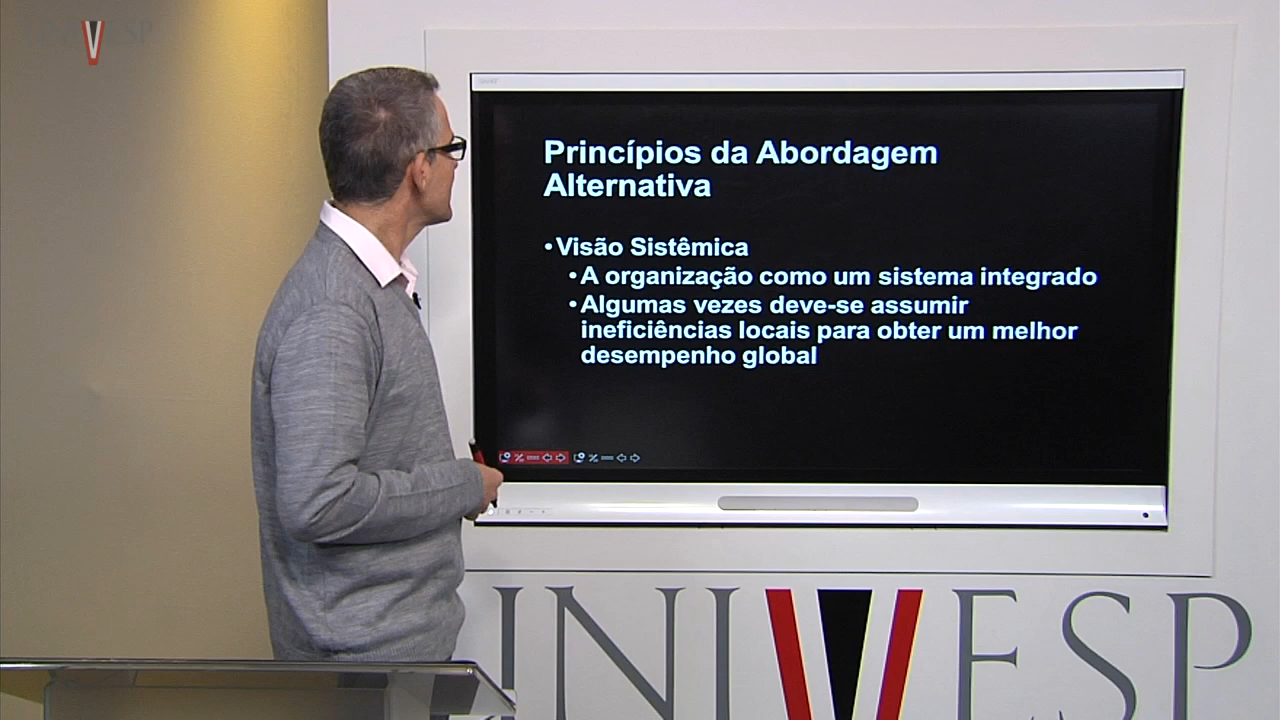 UNIVESP
Princípios da Abordagem
Alternativa
•Visão Sistêmica
•A organização como um sistema integrado
•Algumas vezes deve-se assumir
ineficiências locais para obter um melhor
desempenho global
UNIVESP